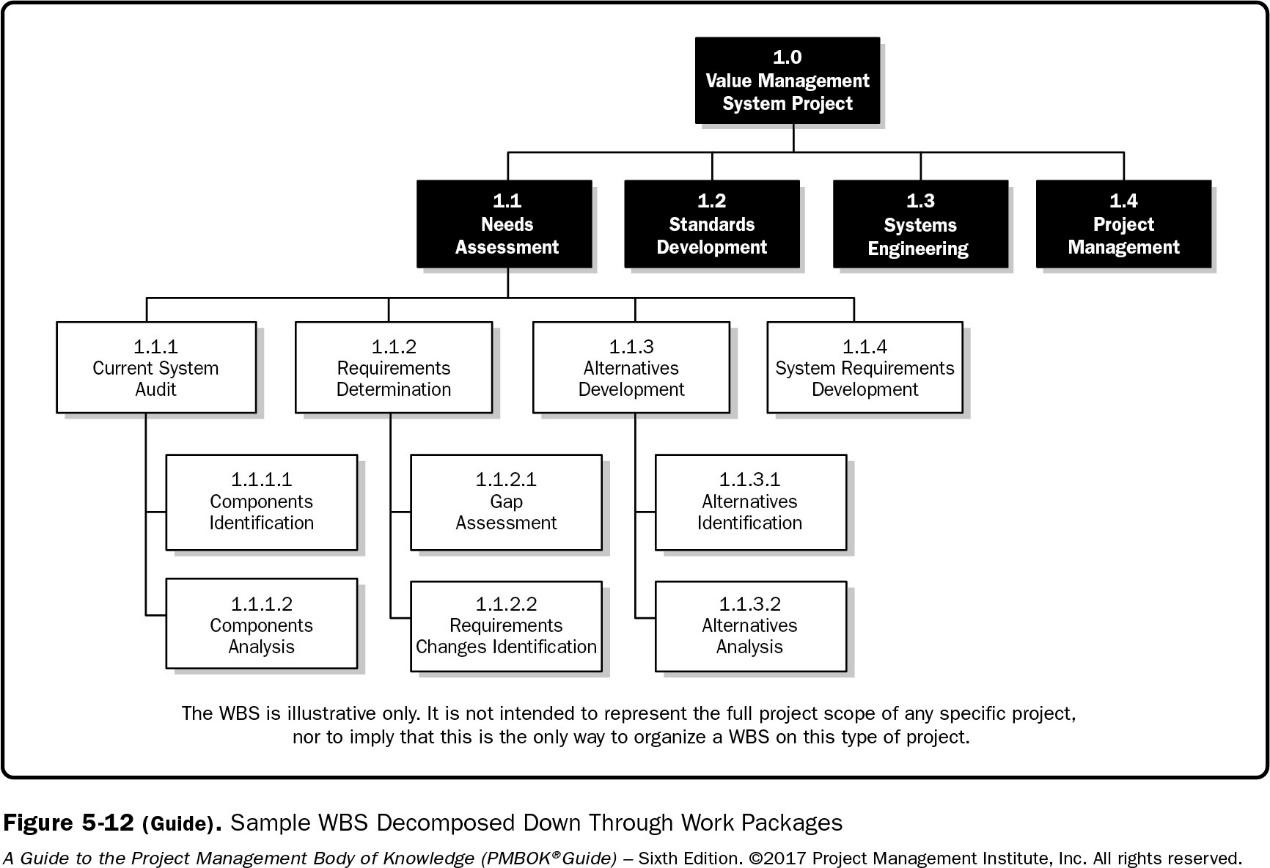 1.0
Value Management
System Project
1.1
Needs
Assessment
1.2
Standards
Development
1.3
Systems
Engineering
1.4
Project
Management
1.1.1
Current System
Audit
1.1.2
Requirements
Determination
1.1.3
Alternatives
Development
1.1.4
System Requirements
Development
1.1.1.1
Components
Identification
1.1.2.1
Gap
Assessment
1.1.3.1
Alternatives
Identification
1.1.1.2
Components
Analysis
1.1.2.2
Requirements
Changes Identification
1.1.3.2
Alternatives
Analysis
The WBS is illustrative only. It is not intended to represent the full project scope of any specific project,
nor to imply that this is the only way to organize a WBS on this type of project.
Figure 5-12 (Guide). Sample WBS Decomposed Down Through Work Packages
A Guide to the Project Management Body of Knowledge (PMBOK®Guide) – Sixth Edition. ©2017 Project Management Institute, Inc. All rights reserved.